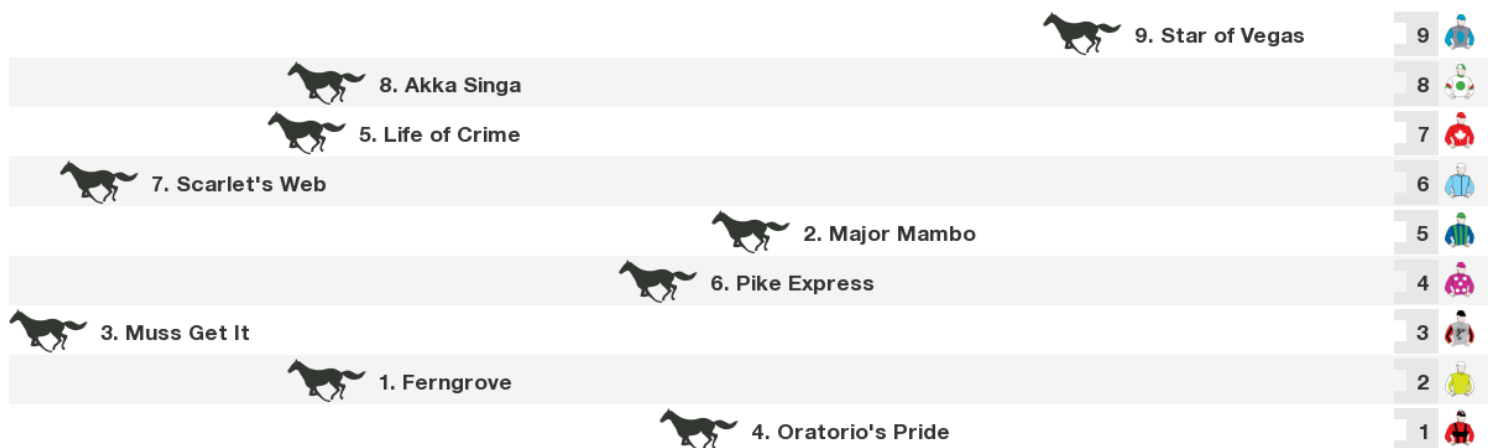 9. Star of Vegas 9
8. Akka Singa 8
5. Life of Crime 7
7. Scarlet's Web 6
2. Major Mambo 5
6. Pike Express 4
3. Muss Get It 3
1. Ferngrove 2
4. Oratorio's Pride 1